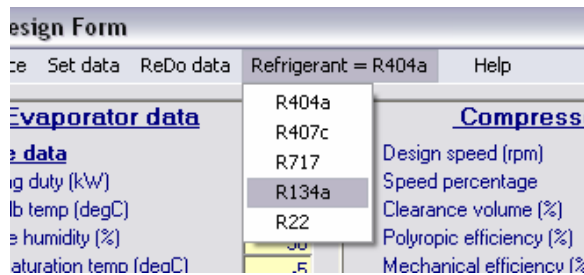 esign Form
ce Set data ReDo data Refrigerant = R404a Help
R404a
R407c
R717
R134a
R22
Evaporator data
e data
g duty (kW)
lb temp (degC)
e humidity (%)
aturation temp (degC)
50
-5
Compress
Design speed (rpm)
Speed percentage
Clearance volume (%)
Polyropic efficiency (%)
Mechanical efficiency (%